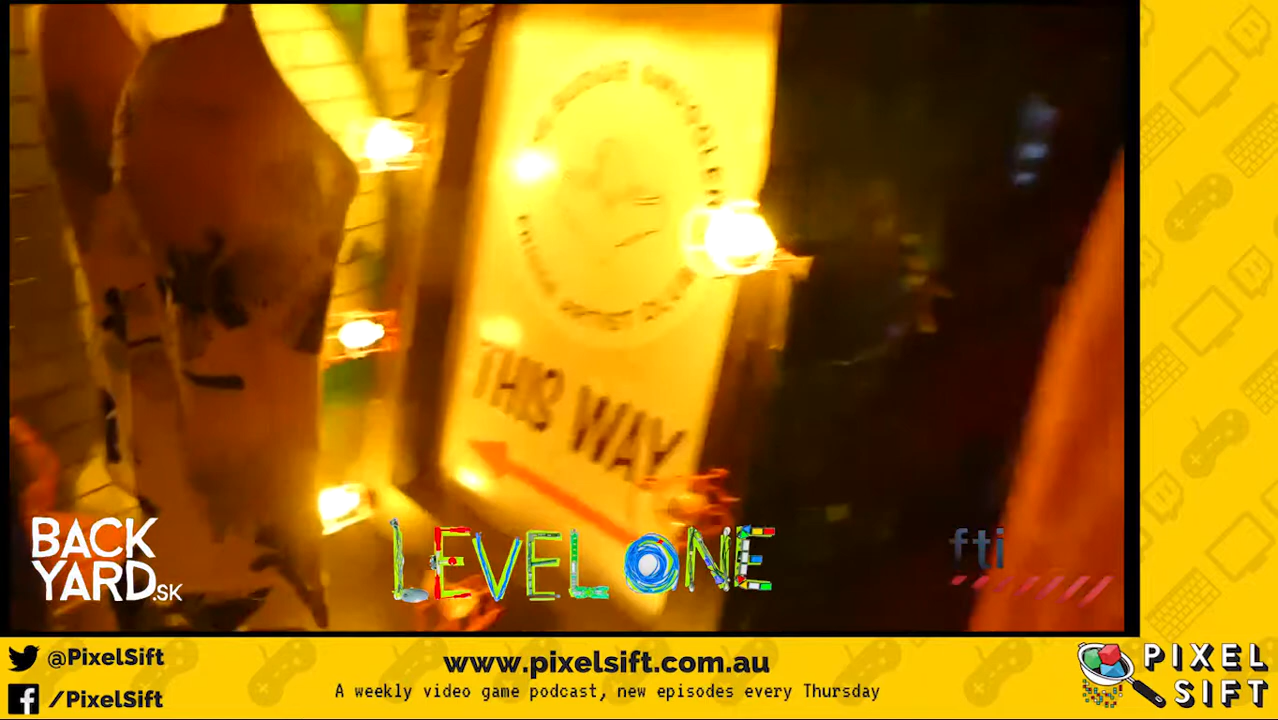 THIS WAY
BACK
YARD.SK
LEVEL ONE
fti
@PixelSift
/PixelSift
www.pixelsift.com.au
A weekly video game podcast, new episodes every Thursday
PIXEL
SIFT